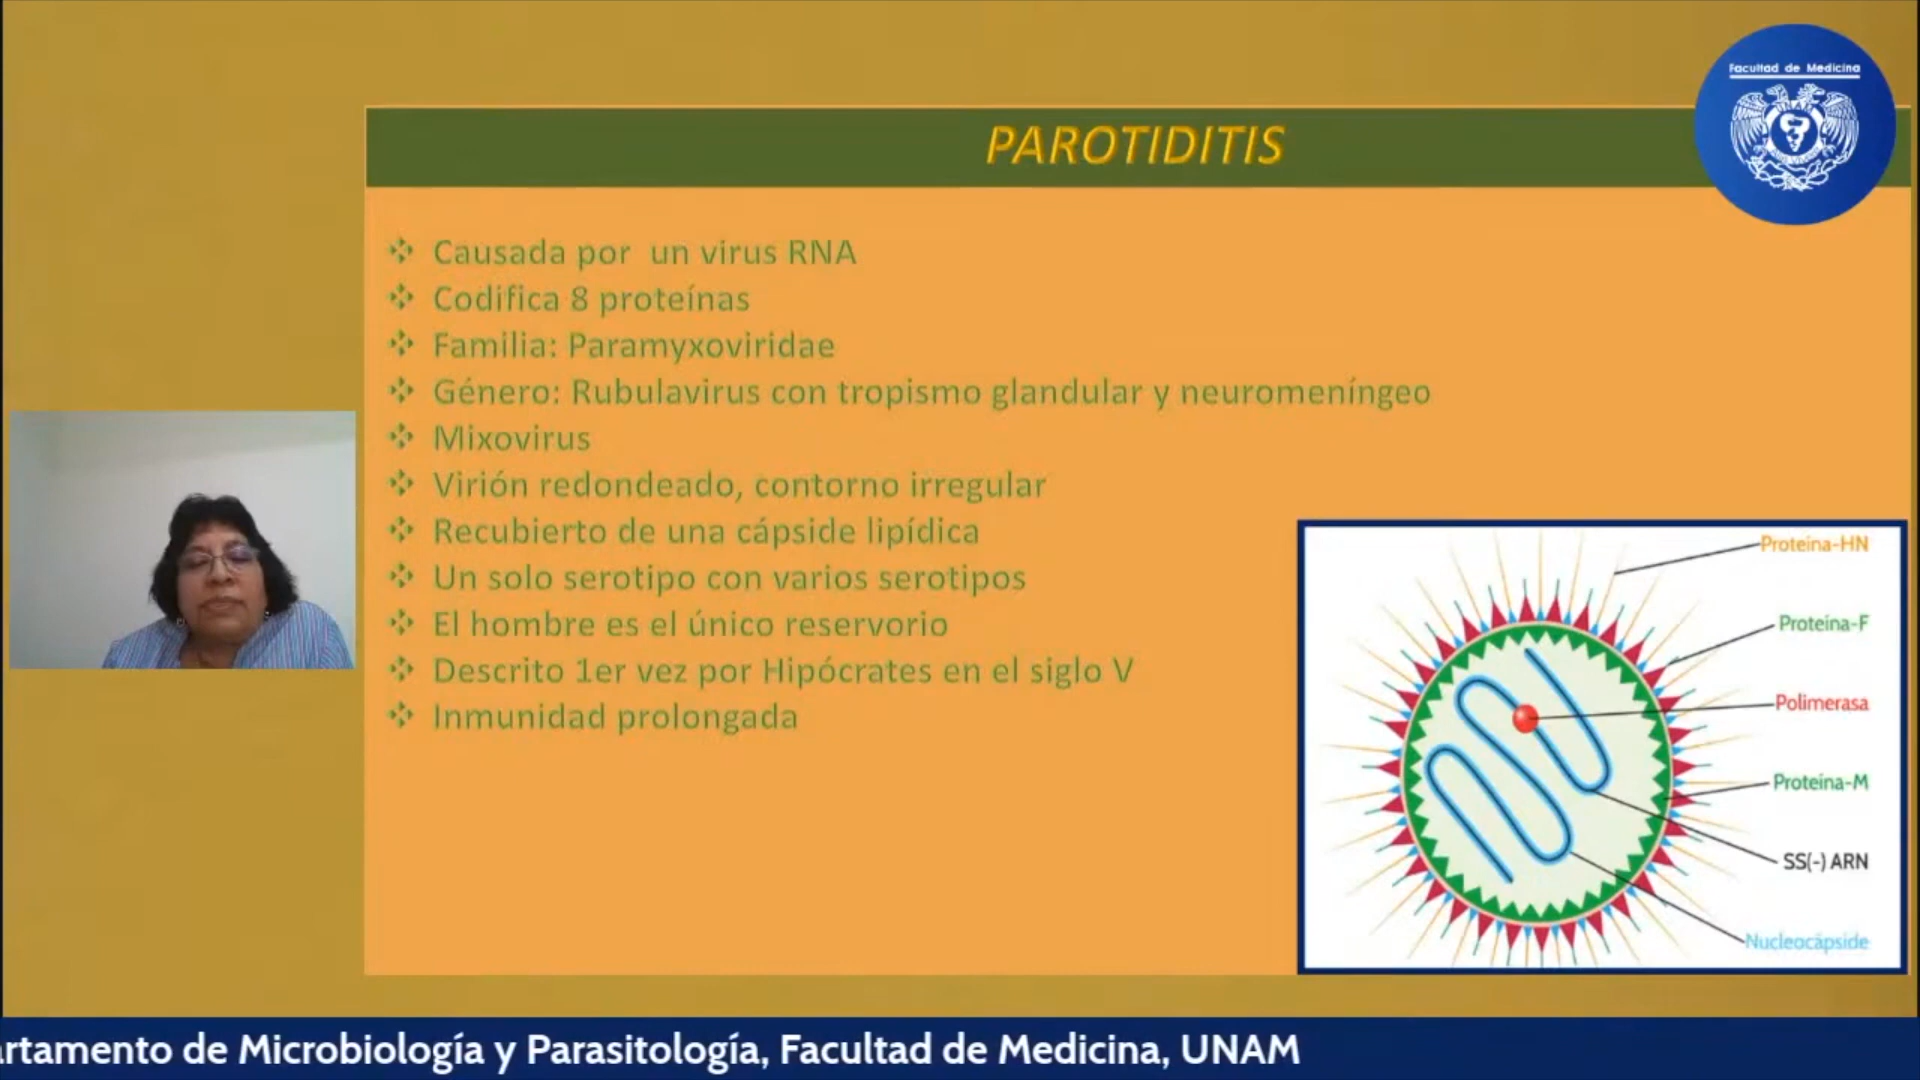 Facultad de Medicina
PAROTIDITIS
Causada por un virus RNA
Codifica 8 proteínas
Familia: Paramyxoviridae
Género: Rubulavirus con tropismo glandular y neuromeníngeo
Mixovirus
Virión redondeado, contorno irregular
Recubierto de una cápside lipídica
Un solo serotipo con varios serotipos
El hombre es el único reservorio
Descrito 1er vez por Hipócrates en el siglo V
Inmunidad prolongada
Proteína-HN
Proteína-F
Polimerasa
Proteína-M
SS(-) ARN
Nucleocápside
artamento de Microbiología y Parasitología, Facultad de Medicina, UNAM